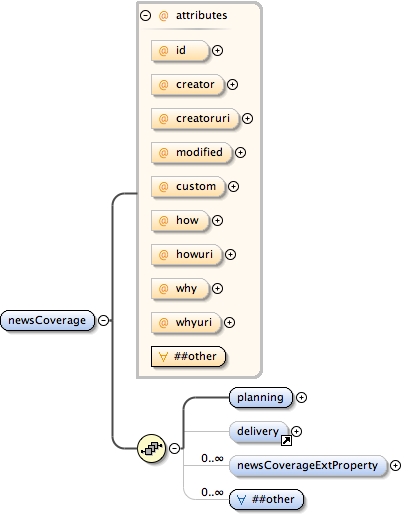 @ attributes
@ id
@ creator
@ creatoruri
@ modified
@ custom
@ how
@ howuri
@ why
@ whyuri
∀ ##other
newsCoverage
planning
delivery
0..∞
newsCoverageExtProperty
0..∞
∀ ##other